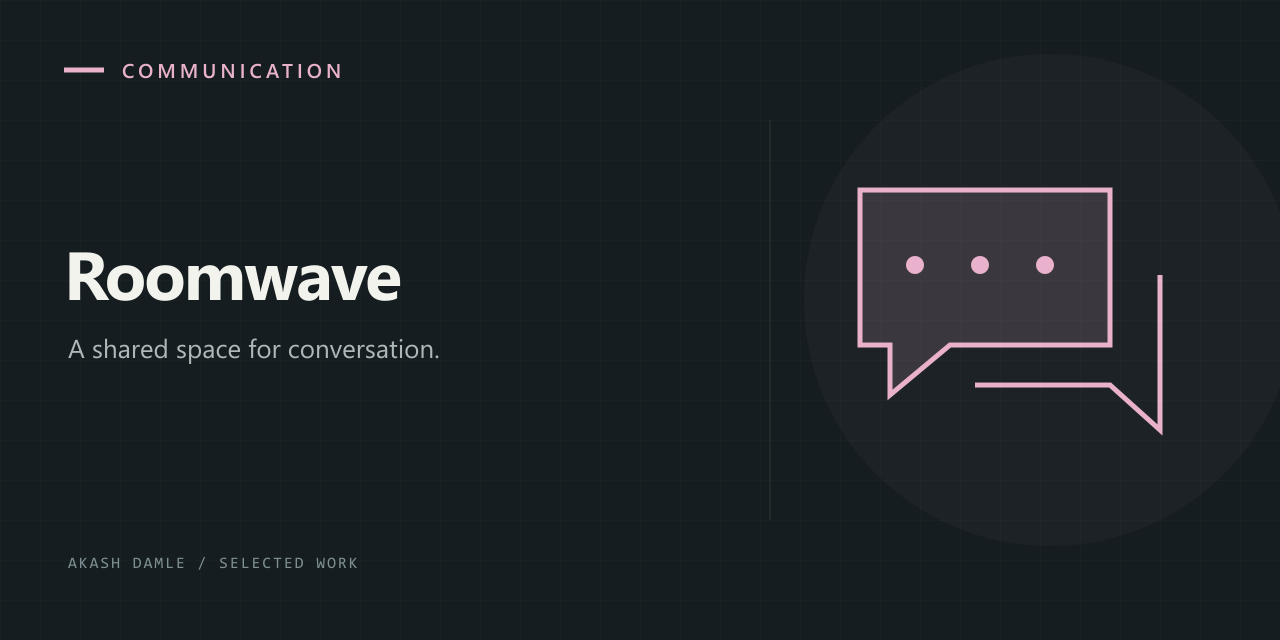 COMMUNICATION
Roomwave
A shared space for conversation.
AKASH DAMLE / SELECTED WORK